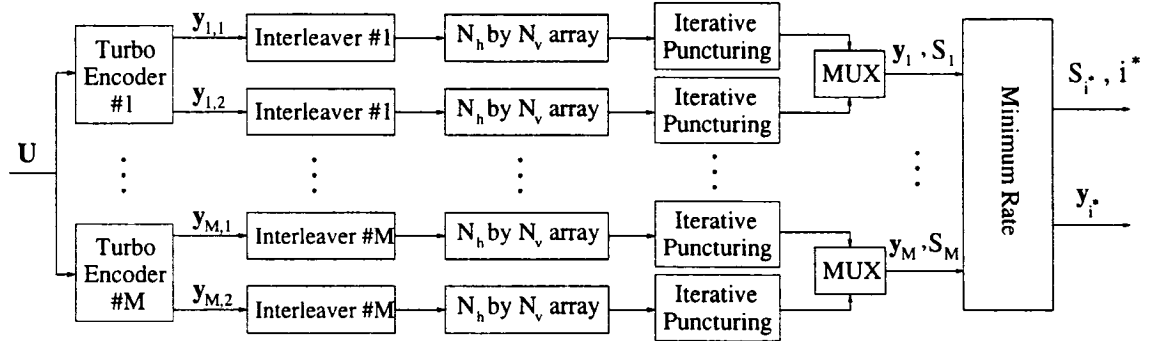 U
Turbo
Encoder
#1
y1,1
Interleaver #1
Nh by Nv array
Iterative
Puncturing
y1,2
Interleaver #1
Nh by Nv array
Iterative
Puncturing
MUX
y1 , S1
Turbo
Encoder
#M
yM,1
Interleaver #M
Nh by Nv array
Iterative
Puncturing
yM,2
Interleaver #M
Nh by Nv array
Iterative
Puncturing
MUX
yM , SM
Minimum Rate
Si* , i*
yi*